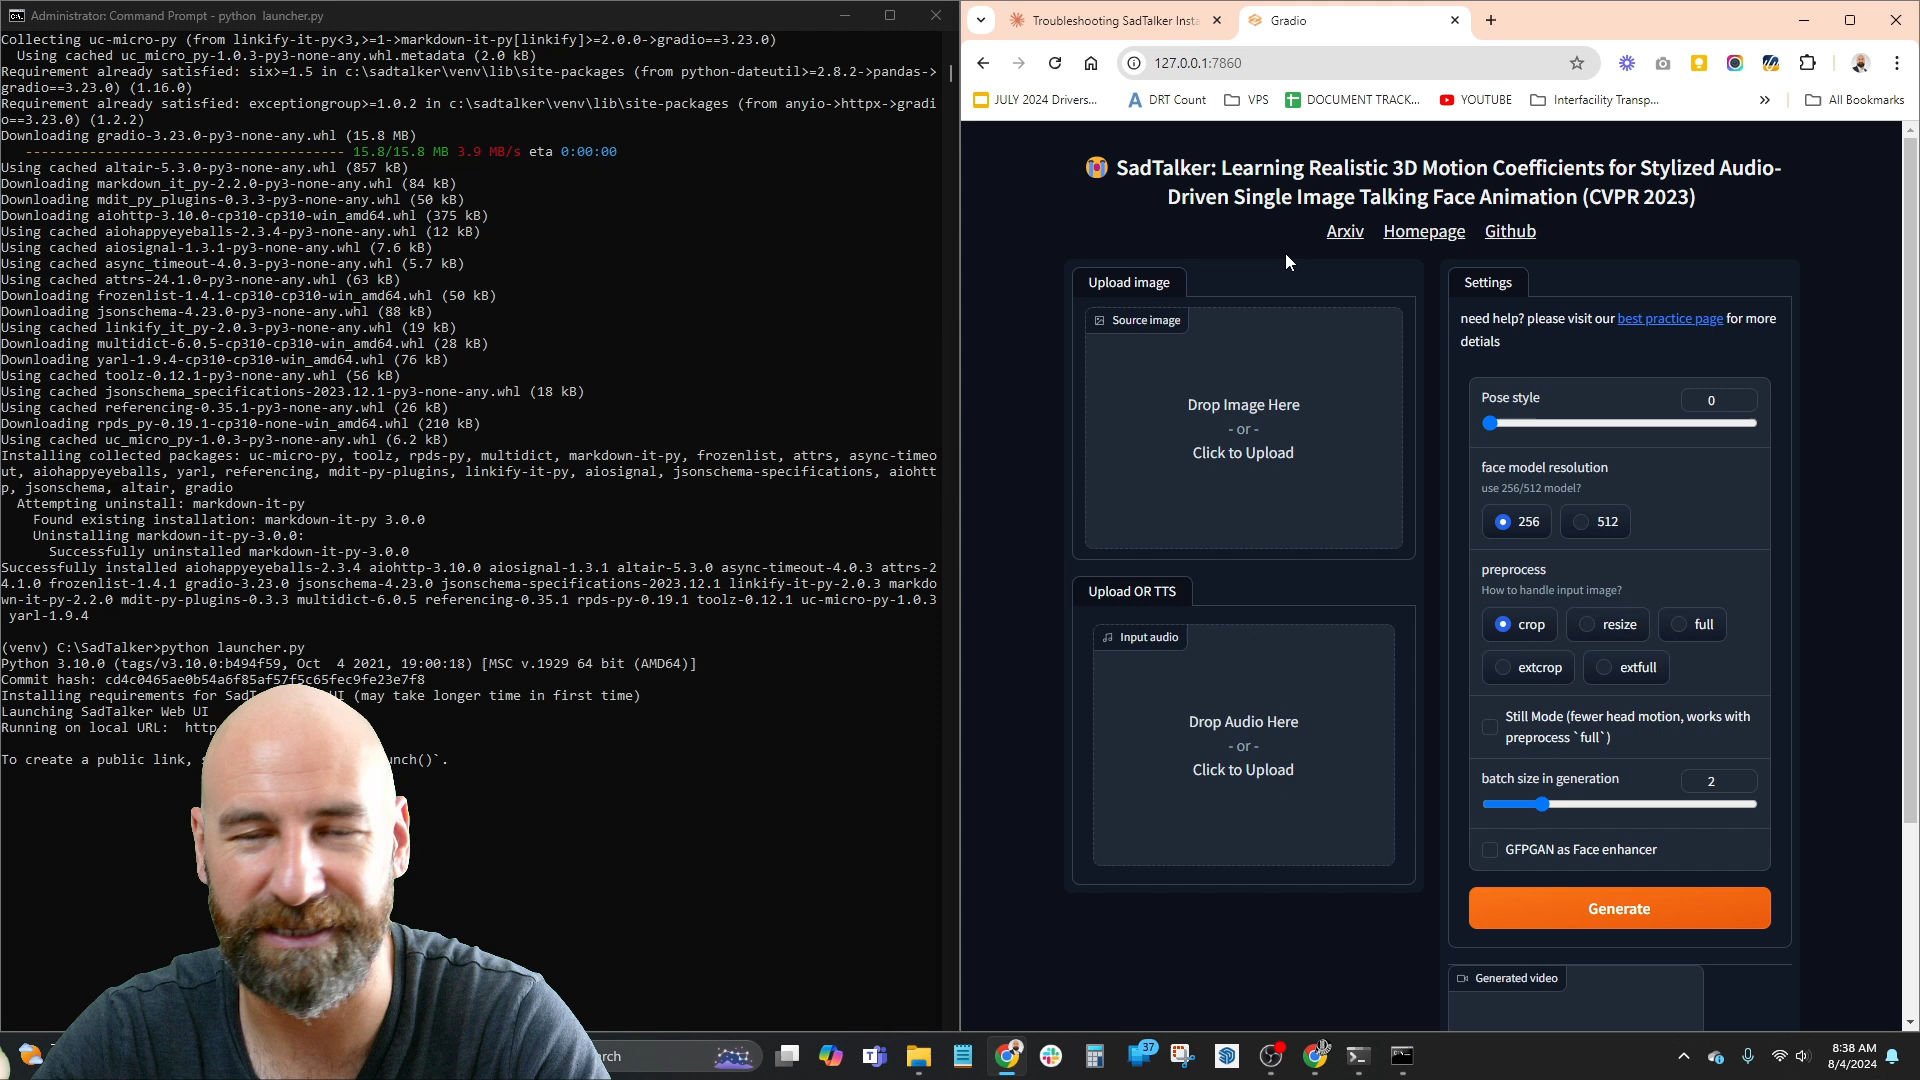 Administrator: Command Prompt - python  launcher.py
Collecting uc-micro-py (from linkify-it-py<3,>=1->markdown-it-py[linkify]>=2.0.0->gradio==3.23.0)
Using cached uc_micro_py-1.0.3-py3-none-any.whl.metadata (2.0 kB)
Requirement already satisfied: six>=1.5 in c:\sadtalker\venv\lib\site-packages (from python-dateutil>=2.8.2->pandas->
gradio==3.23.0) (1.16.0)
Requirement already satisfied: exceptiongroup>=1.0.2 in c:\sadtalker\venv\lib\site-packages (from anyio->httpx->gradi
o==3.23.0) (1.2.2)
Downloading gradio-3.23.0-py3-none-any.whl (15.8 MB)
---------------------------------------- 15.8/15.8 MB 3.9 MB/s eta 0:00:00
Using cached altair-5.3.0-py3-none-any.whl (857 kB)
Downloading markdown_it_py-2.2.0-py3-none-any.whl (84 kB)
Downloading mdit_py_plugins-0.3.3-py3-none-any.whl (50 kB)
Downloading aiohttp-3.10.0-cp310-cp310-win_amd64.whl (375 kB)
Using cached aiohappyeyeballs-2.3.4-py3-none-any.whl (12 kB)
Using cached aiosignal-1.3.1-py3-none-any.whl (7.6 kB)
Using cached async_timeout-4.0.3-py3-none-any.whl (5.7 kB)
Using cached attrs-24.1.0-py3-none-any.whl (63 kB)
Downloading frozenlist-1.4.1-cp310-cp310-win_amd64.whl (50 kB)
Downloading jsonschema-4.23.0-py3-none-any.whl (88 kB)
Using cached linkify_it_py-2.0.3-py3-none-any.whl (19 kB)
Downloading multidict-6.0.5-cp310-cp310-win_amd64.whl (28 kB)
Downloading yarl-1.9.4-cp310-cp310-win_amd64.whl (76 kB)
Using cached toolz-0.12.1-py3-none-any.whl (56 kB)
Using cached jsonschema_specifications-2023.12.1-py3-none-any.whl (18 kB)
Using cached referencing-0.35.1-py3-none-any.whl (26 kB)
Downloading rpds_py-0.19.1-cp310-none-win_amd64.whl (210 kB)
Using cached uc_micro_py-1.0.3-py3-none-any.whl (6.2 kB)
Installing collected packages: uc-micro-py, toolz, rpds-py, multidict, markdown-it-py, frozenlist, attrs, async-timeo
ut, aiohappyeyeballs, yarl, referencing, mdit-py-plugins, linkify-it-py, aiosignal, jsonschema-specifications, aiohtt
p, jsonschema, altair, gradio
Attempting uninstall: markdown-it-py
Found existing installation: markdown-it-py 3.0.0
Uninstalling markdown-it-py-3.0.0:
Successfully uninstalled markdown-it-py-3.0.0
Successfully installed aiohappyeyeballs-2.3.4 aiohttp-3.10.0 aiosignal-1.3.1 altair-5.3.0 async-timeout-4.0.3 attrs-2
4.1.0 frozenlist-1.4.1 gradio-3.23.0 jsonschema-4.23.0 jsonschema-specifications-2023.12.1 linkify-it-py-2.0.3 markdo
wn-it-py-2.2.0 mdit-py-plugins-0.3.3 multidict-6.0.5 referencing-0.35.1 rpds-py-0.19.1 toolz-0.12.1 uc-micro-py-1.0.3
yarl-1.9.4
(venv) C:\SadTalker>python launcher.py
Python 3.10.0 (tags/v3.10.0:b494f59, Oct  4 2021, 19:00:18) [MSC v.1929 64 bit (AMD64)]
Commit hash: cd4c0465ae0b54a6f85af57f5c65fec9fe23e7f8
Installing requirements for Sad UI (may take longer time in first time)
Launching SadTalker Web UI
Running on local URL:  http
To create a public link, unch()`.
Troubleshooting SadTalker Insta
Gradio
127.0.0.1:7860
JULY 2024 Drivers...
DRT Count
VPS
DOCUMENT TRACK...
YOUTUBE
Interfacility Transp...
»
All Bookmarks
SadTalker: Learning Realistic 3D Motion Coefficients for Stylized Audio-
Driven Single Image Talking Face Animation (CVPR 2023)
Arxiv Homepage Github
Upload image
Source image
Drop Image Here
- or -
Click to Upload
Upload OR TTS
Input audio
Drop Audio Here
- or -
Click to Upload
Settings
need help? please visit our best practice page for more
detials
Pose style
0
face model resolution
use 256/512 model?
256
512
preprocess
How to handle input image?
crop
resize
full
extcrop
extfull
Still Mode (fewer head motion, works with
preprocess `full`)
batch size in generation
2
GFPGAN as Face enhancer
Generate
Generated video
arch
37
8:38 AM
8/4/2024